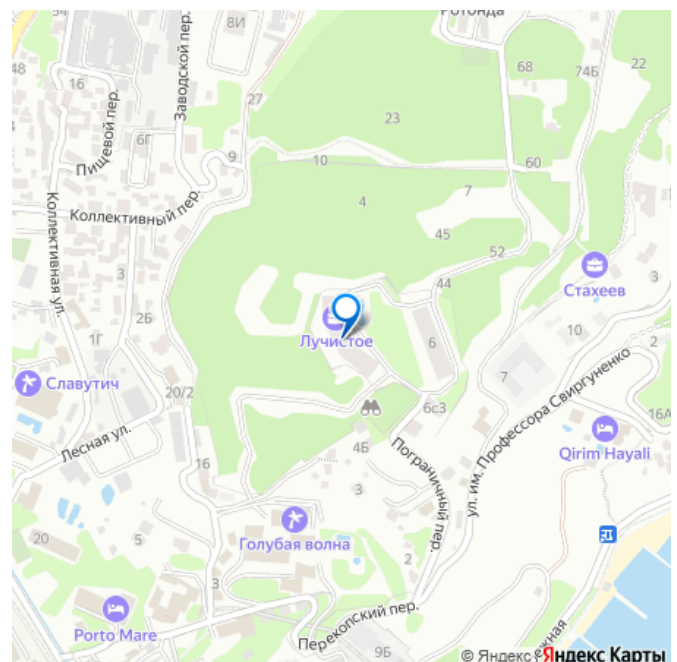 54
Ротонда
8И
68
74Б
22
48
16
Заводской пер.
27
23
Пищевой пер.
6Г
9
10
60
4
7
Коллективный пер.
Коллективная ул.
45
52
3
44
Стахеев
3
2Б
Лучистое
1Г
6
10
2
7
Славутич
20/2
6с3
16А
Лесная ул.
4Б
Qirim Hayali
16
Пограничный пер.
ул. им. Профессора Свиргуненко
3
20
5
Голубая волна
2
3
Porto Mare
Перекопский пер.
9Б
© Яндекс
Яндекс Карты